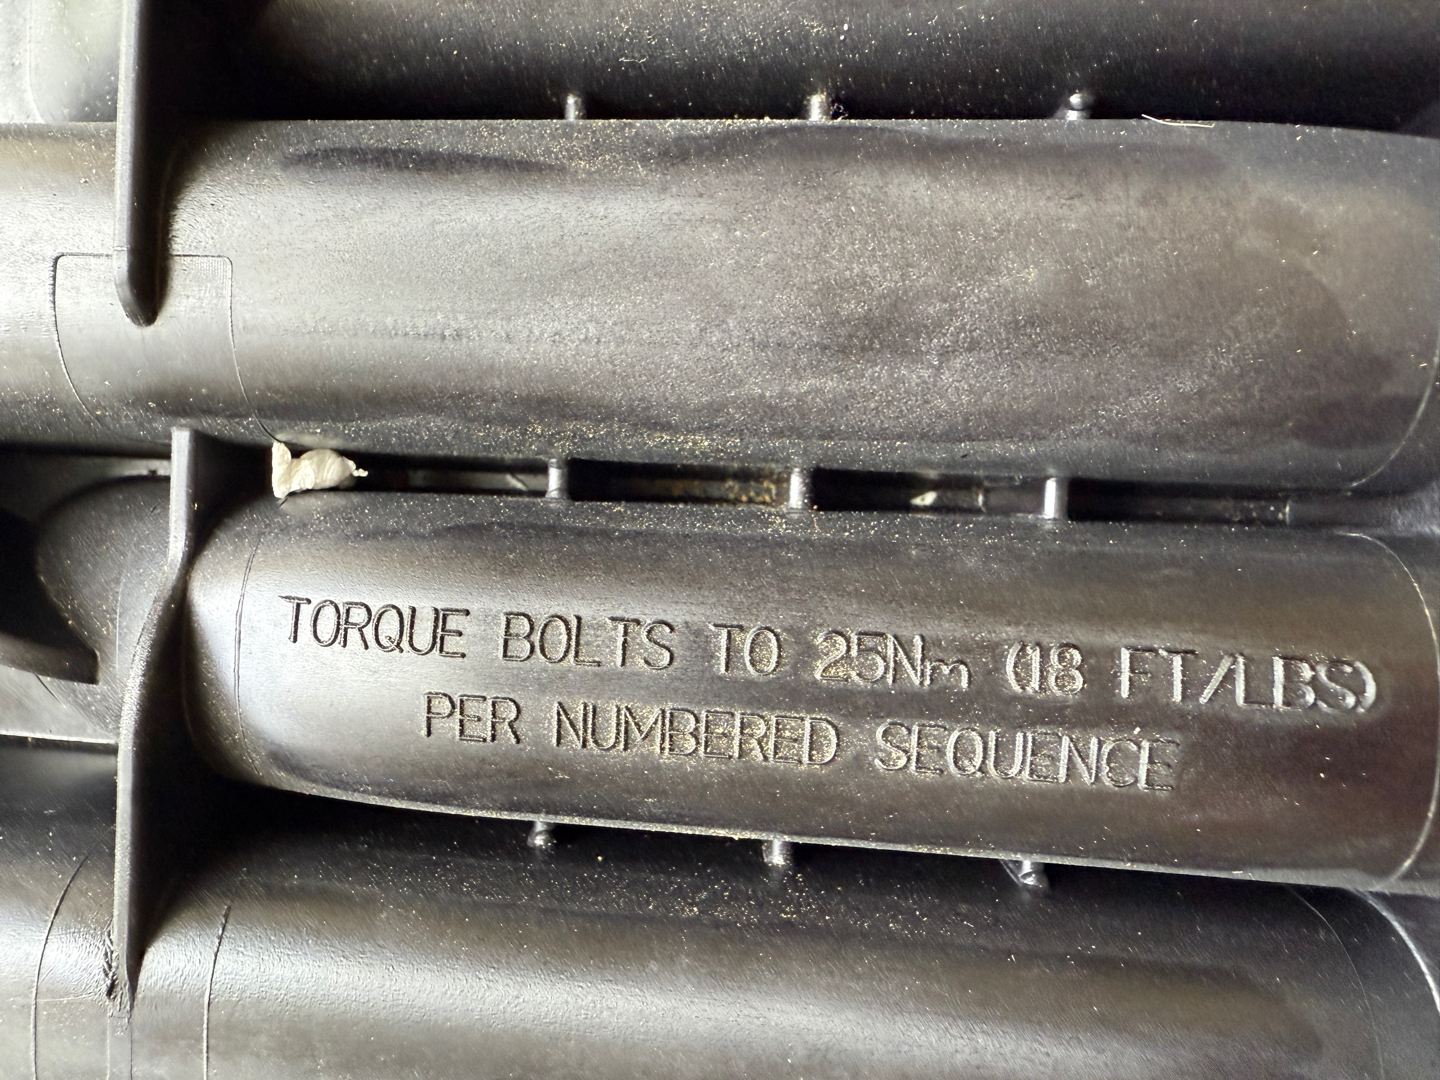 TORQUE BOLTS TO 25Nm (18 FT/LBS)
PER NUMBERED SEQUENCE